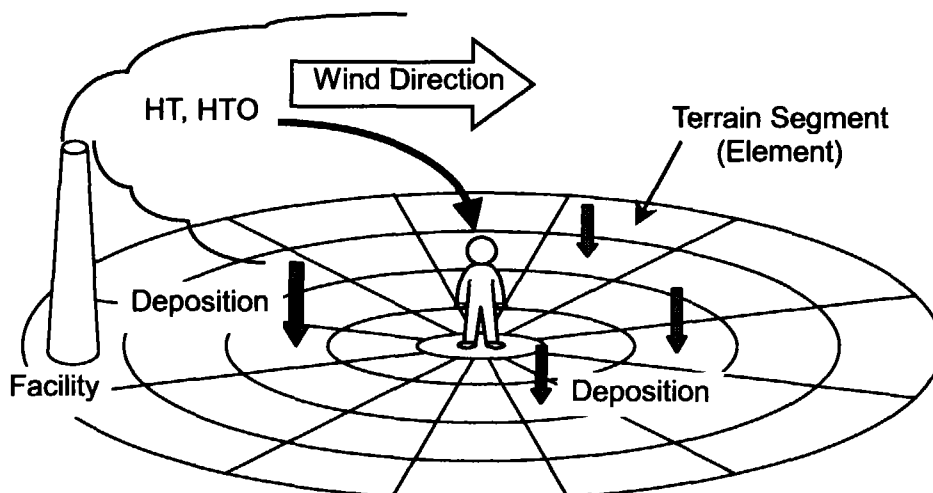 Wind Direction
HT, HTO
Terrain Segment
(Element)
Deposition
Facility
Deposition